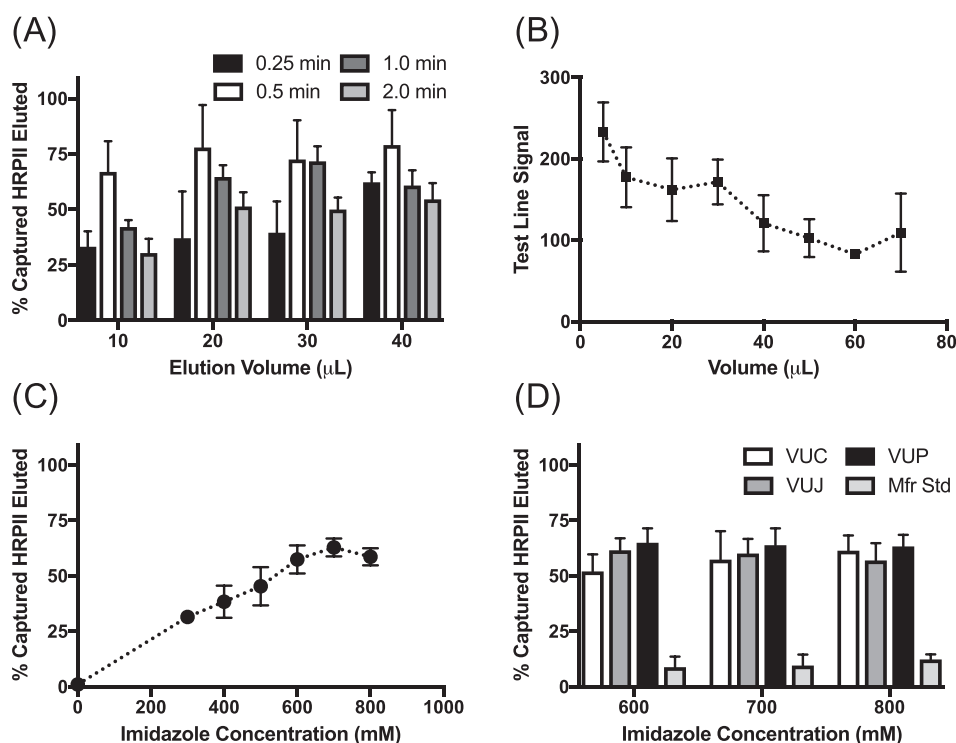 (A)
0.25 min
1.0 min
0.5 min
2.0 min
% Captured HRPII Eluted
100
75
50
25
0
10
20
30
40
Elution Volume (μL)
(B)
Test Line Signal
300
200
100
0
0
20
40
60
80
Volume (μL)
(C)
% Captured HRPII Eluted
100
75
50
25
0
0
200
400
600
800
1000
Imidazole Concentration (mM)
(D)
VUC
VUP
VUJ
Mfr Std
% Captured HRPII Eluted
100
75
50
25
0
600
700
800
Imidazole Concentration (mM)